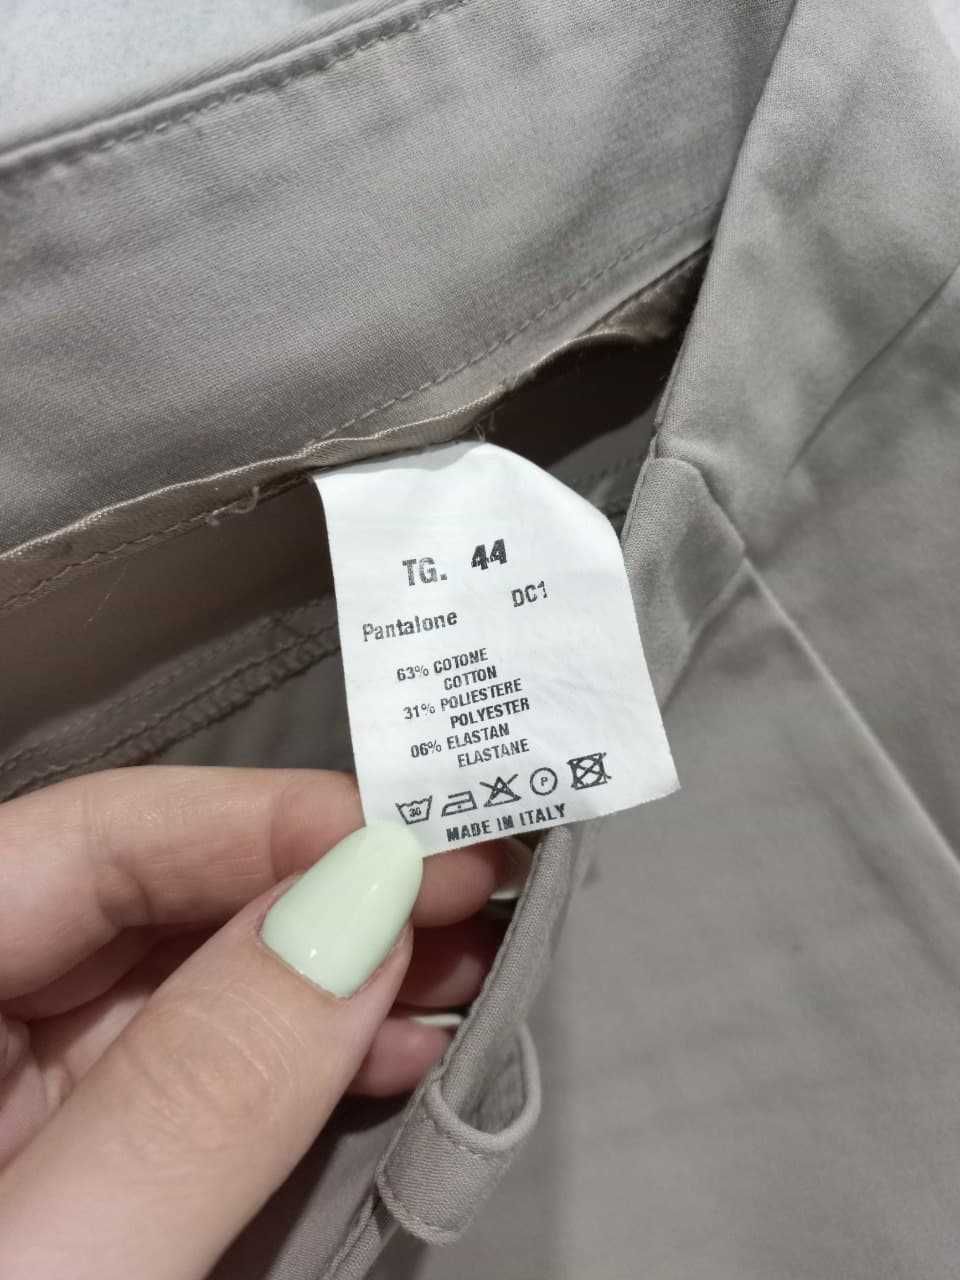 TG. 44
Pantalone DC1
63% COTONE
COTTON
31% POLIESTERE
POLYESTER
06% ELASTAN
ELASTANE
30 P
MADE IN ITALY